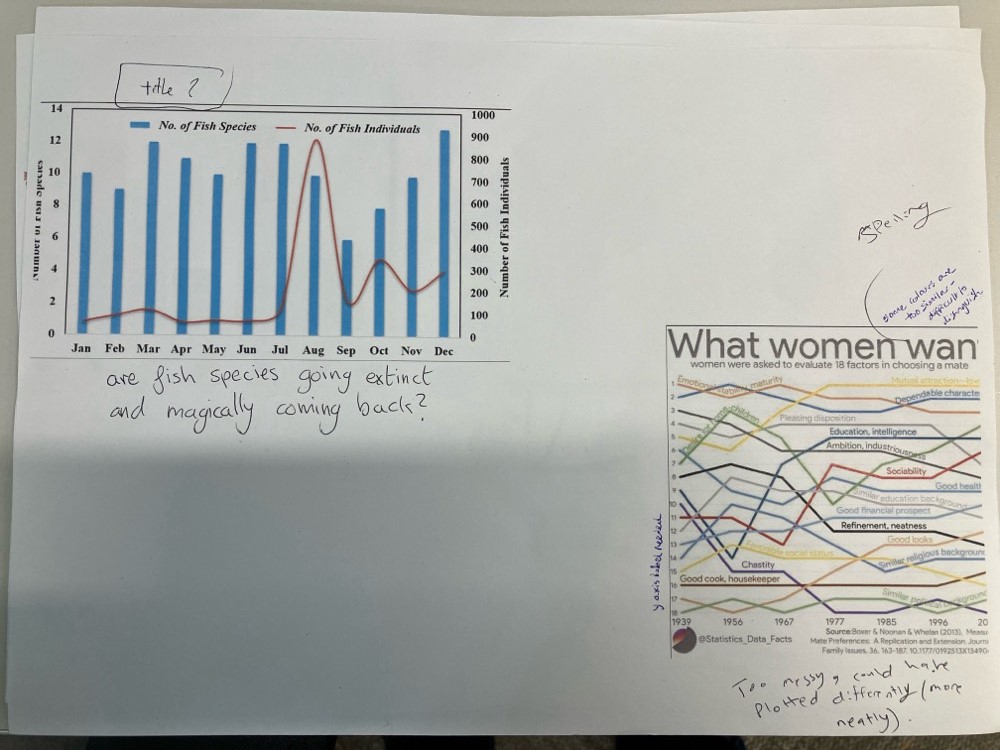 title ?
14
12
10
8
6
4
2
0
No. of Fish Species
No. of Fish Individuals
1000
900
800
700
600
500
400
300
200
100
0
Number of Fish Species
Number of Fish Individuals
Jan Feb Mar Apr May Jun Jul Aug Sep Oct Nov Dec
are fish species going extinct
and magically coming back?
spelling
some colours are
too similar -
difficult to
distinguish
What women wan
women were asked to evaluate 18 factors in choosing a mate
1
2
3
4
5
6
7
8
9
10
11
12
13
14
15
16
17
18
Emotional stability, maturity
Mutual attraction-lov
Dependable characte
Pleasing disposition
Education, intelligence
Ambition, industriousness
Sociability
Good health
Similar education background
Good financial prospect
Refinement, neatness
Good looks
Favorable social status
Similar religious background
Chastity
Good cook, housekeeper
Similar political background
y axis label needed
1939 1956 1967 1977 1985 1996 20
@Statistics_Data_Facts
Source:Boxer & Noonan & Whelan (2013), Measu
Mate Preferences: A Replication and Extension. Journ
Family Issues, 36, 163-187. 10.1177/0192513X13490
Too messy, could have
plotted differently (more
neatly).